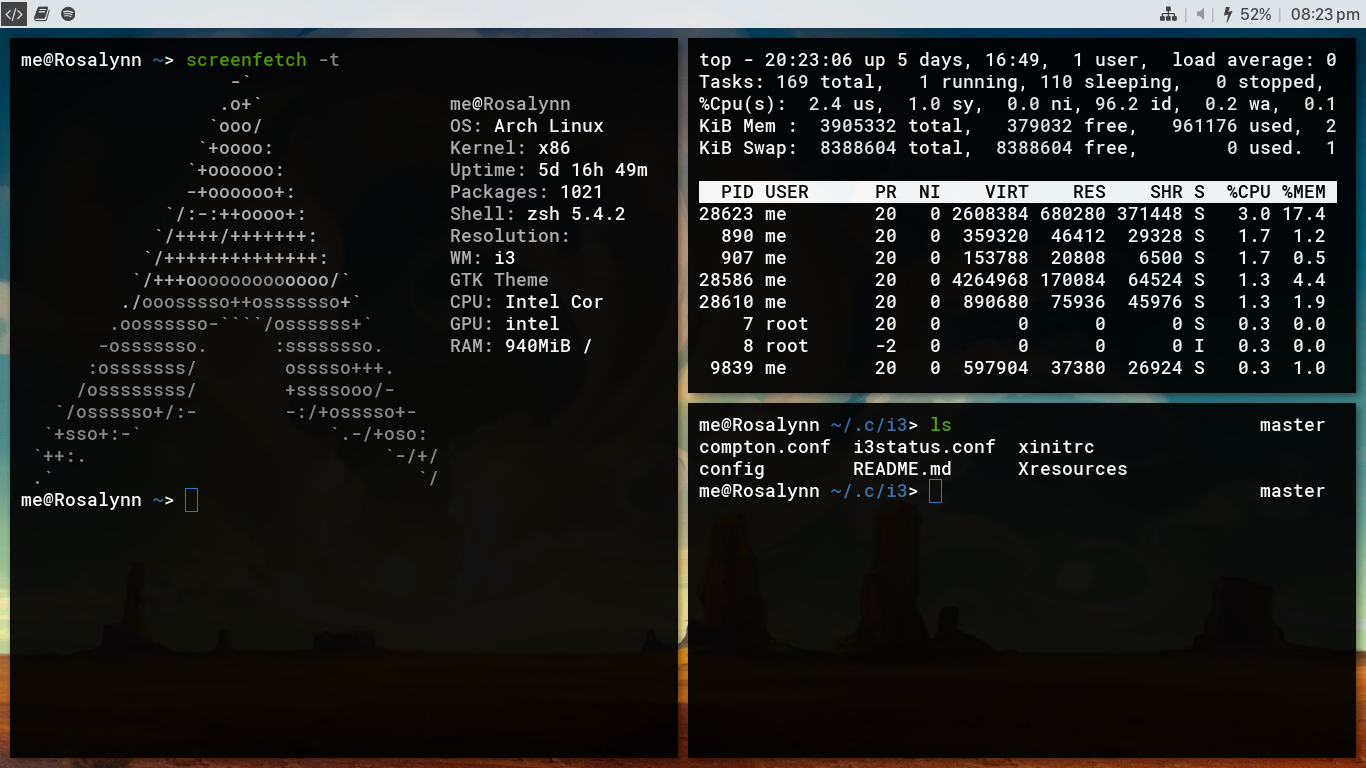 52% 08:23 pm
me@Rosalynn ~> screenfetch -t
                   -`
                  .o+`                 me@Rosalynn
                 `ooo/                 OS: Arch Linux
                `+oooo:                Kernel: x86
               `+oooooo:               Uptime: 5d 16h 49m
               -+oooooo+:              Packages: 1021
             `/:-:++oooo+:             Shell: zsh 5.4.2
            `/++++/+++++++:            Resolution:
           `/++++++++++++++:           WM: i3
          `/+++ooooooooooooo/`         GTK Theme
         ./ooosssso++osssssso+`        CPU: Intel Cor
        .oossssso-````/ossssss+`       GPU: intel
       -osssssso.      :ssssssso.      RAM: 940MiB /
      :osssssss/        osssso+++.
     /ossssssss/        +ssssooo/-
   `/ossssso+/:-        -:/+osssso+-
  `+sso+:-`                 `.-/+oso:
 `++:.                           `-/+/
 .`                                 `/
me@Rosalynn ~>
top - 20:23:06 up 5 days, 16:49,  1 user,  load average: 0
Tasks: 169 total,   1 running, 110 sleeping,   0 stopped,
%Cpu(s):  2.4 us,  1.0 sy,  0.0 ni, 96.2 id,  0.2 wa,  0.1
KiB Mem :  3905332 total,   379032 free,   961176 used,  2
KiB Swap:  8388604 total,  8388604 free,        0 used.  1
  PID USER      PR  NI    VIRT    RES    SHR S  %CPU %MEM
28623 me        20   0 2608384 680280 371448 S   3.0 17.4
  890 me        20   0  359320  46412  29328 S   1.7  1.2
  907 me        20   0  153788  20808   6500 S   1.7  0.5
28586 me        20   0 4264968 170084  64524 S   1.3  4.4
28610 me        20   0  890680  75936  45976 S   1.3  1.9
    7 root      20   0       0      0      0 S   0.3  0.0
    8 root      -2   0       0      0      0 I   0.3  0.0
 9839 me        20   0  597904  37380  26924 S   0.3  1.0
me@Rosalynn ~/.c/i3> ls                            master
compton.conf  i3status.conf  xinitrc
config        README.md      Xresources
me@Rosalynn ~/.c/i3>                               master